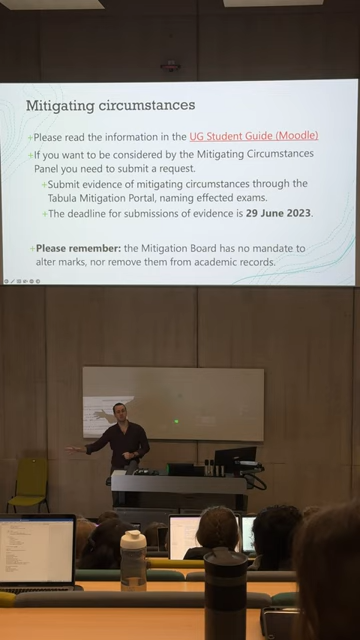 Mitigating circumstances
+Please read the information in the UG Student Guide (Moodle)
+If you want to be considered by the Mitigating Circumstances
Panel you need to submit a request.
+Submit evidence of mitigating circumstances through the
Tabula Mitigation Portal, naming effected exams.
+The deadline for submissions of evidence is 29 June 2023.
+Please remember: the Mitigation Board has no mandate to
alter marks, nor remove them from academic records.